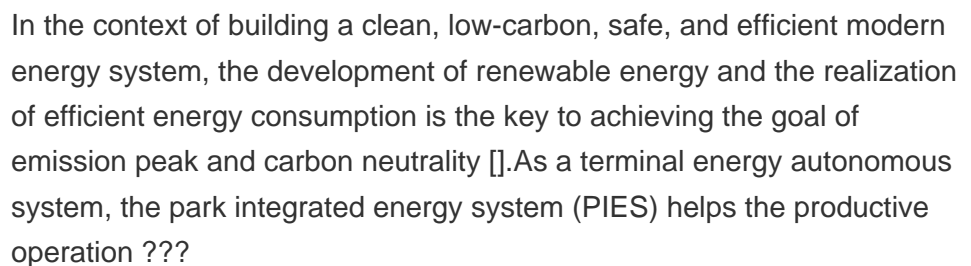 In the context of building a clean, low-carbon, safe, and efficient modern
energy system, the development of renewable energy and the realization
of efficient energy consumption is the key to achieving the goal of
emission peak and carbon neutrality [].As a terminal energy autonomous
system, the park integrated energy system (PIES) helps the productive
operation ???